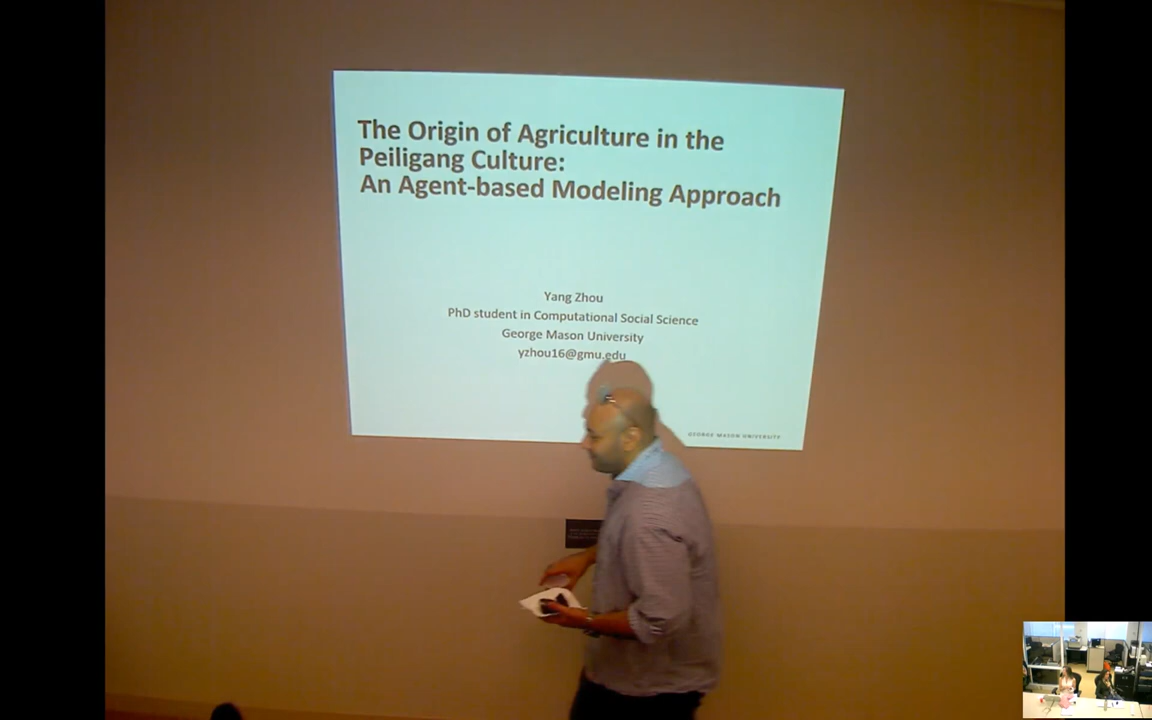 The Origin of Agriculture in the
Peiligang Culture:
An Agent-based Modeling Approach
Yang Zhou
PhD student in Computational Social Science
George Mason University
yzhou16@gmu.edu
GEORGE MASON UNIVERSITY